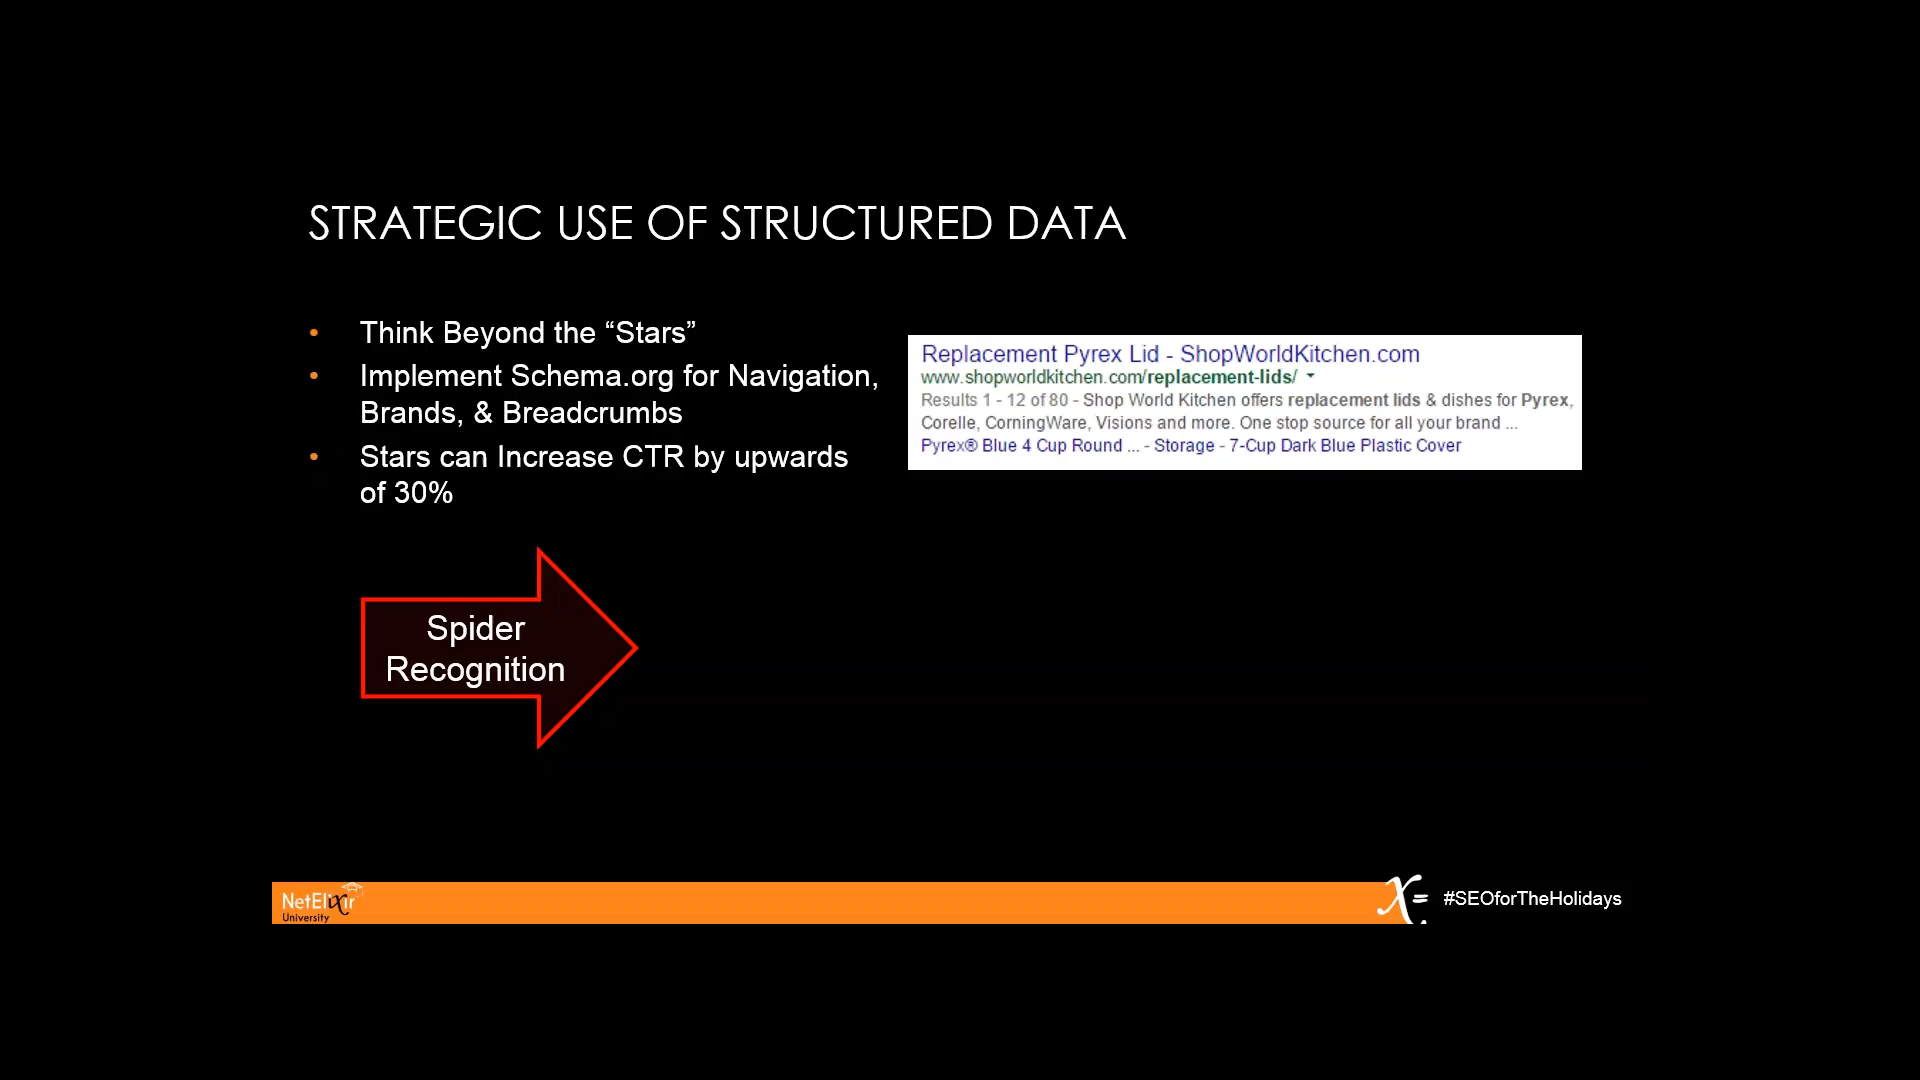 STRATEGIC USE OF STRUCTURED DATA
• Think Beyond the “Stars”
• Implement Schema.org for Navigation,
Brands, & Breadcrumbs
• Stars can Increase CTR by upwards
of 30%
Replacement Pyrex Lid - ShopWorldKitchen.com
www.shopworldkitchen.com/replacement-lids/
Results 1 - 12 of 80 - Shop World Kitchen offers replacement lids & dishes for Pyrex,
Corelle, CorningWare, Visions and more. One stop source for all your brand ...
Pyrex® Blue 4 Cup Round ... - Storage - 7-Cup Dark Blue Plastic Cover
Spider
Recognition
NetElixir
University
X=
#SEOforTheHolidays